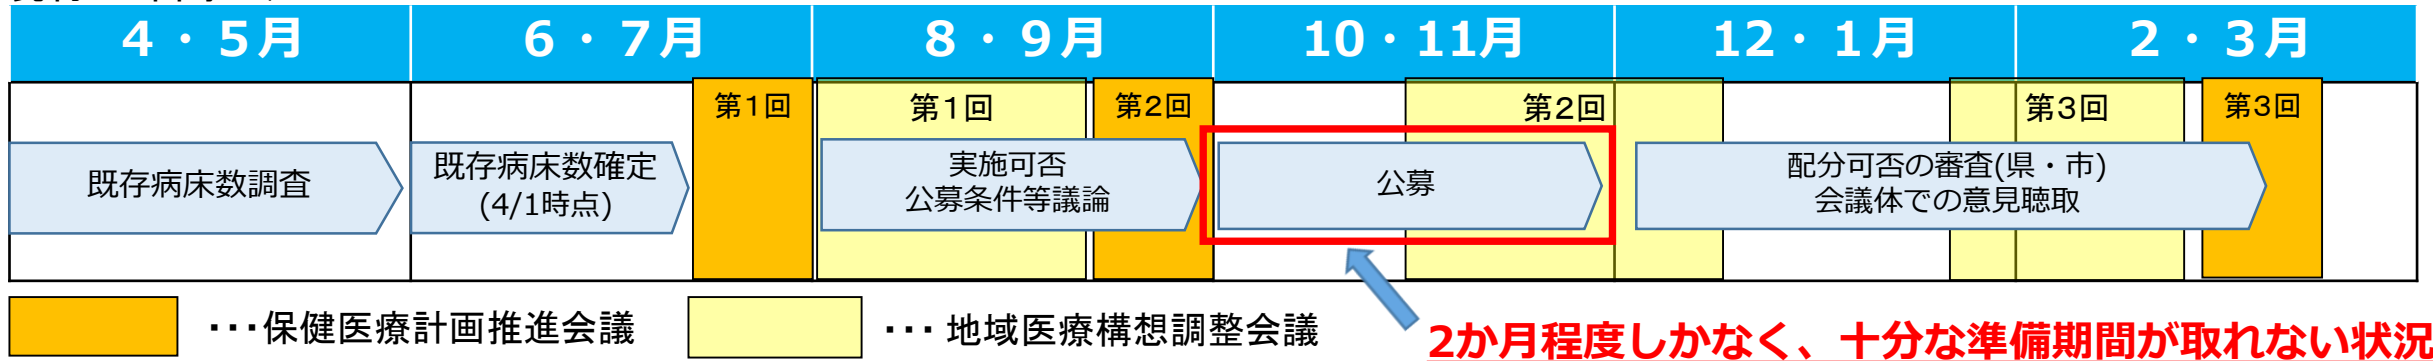 4・5月
6・7月
8・9月
10・11月
12・1月
2・3月
第1回
第1回
第2回
第2回
第3回
第3回
既存病床数調査
既存病床数確定
(4/1時点)
実施可否
公募条件等議論
公募
配分可否の審査(県・市)
会議体での意見聴取
・・・保健医療計画推進会議
・・・地域医療構想調整会議
2か月程度しかなく、十分な準備期間が取れない状況